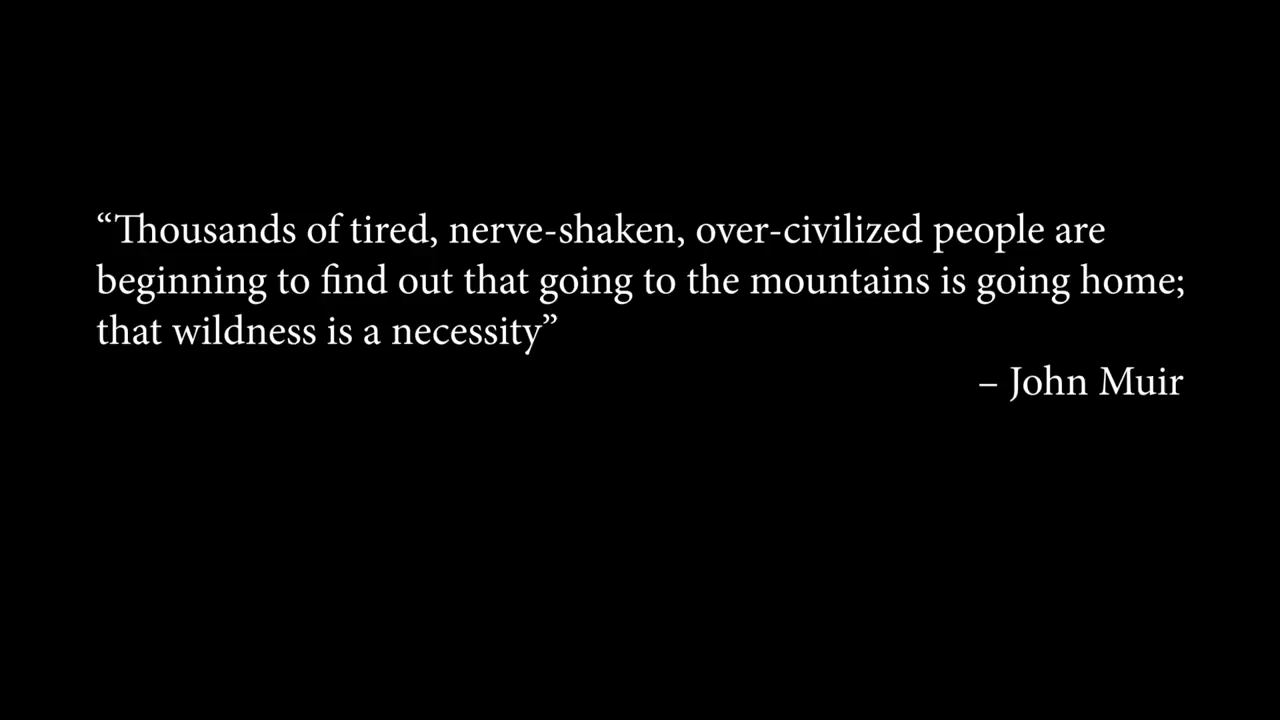 “Thousands of tired, nerve-shaken, over-civilized people are
beginning to find out that going to the mountains is going home;
that wildness is a necessity”
– John Muir